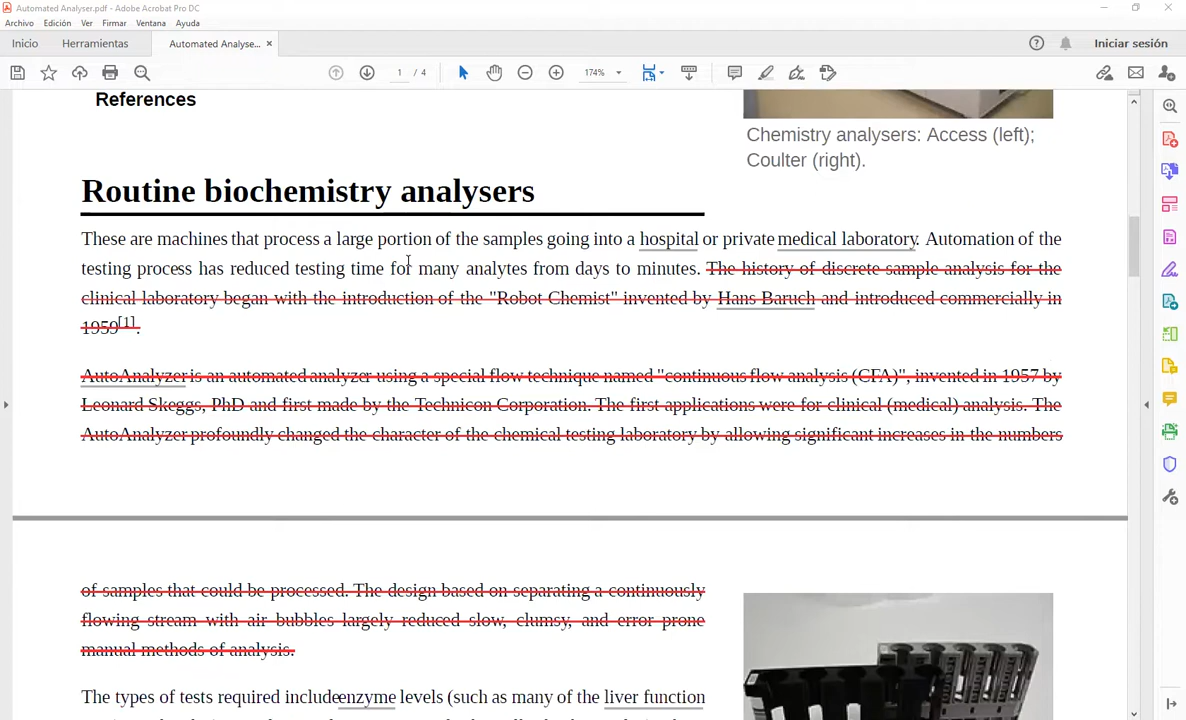 Automated Analyser.pdf - Adobe Acrobat Pro DC
Archivo Edición Ver Firmar Ventana Ayuda
Inicio Herramientas Automated Analyse... × Iniciar sesión
1 / 4 174%
References
Chemistry analysers: Access (left);
Coulter (right).
Routine biochemistry analysers
These are machines that process a large portion of the samples going into a hospital or private medical laboratory. Automation of the
testing process has reduced testing time for many analytes from days to minutes. The history of discrete sample analysis for the
clinical laboratory began with the introduction of the "Robot Chemist" invented by Hans Baruch and introduced commercially in
1959[1].
AutoAnalyzer is an automated analyzer using a special flow technique named "continuous flow analysis (CFA)", invented in 1957 by
Leonard Skeggs, PhD and first made by the Technicon Corporation. The first applications were for clinical (medical) analysis. The
AutoAnalyzer profoundly changed the character of the chemical testing laboratory by allowing significant increases in the numbers
of samples that could be processed. The design based on separating a continuously
flowing stream with air bubbles largely reduced slow, clumsy, and error prone
manual methods of analysis.
The types of tests required includeenzyme levels (such as many of the liver function